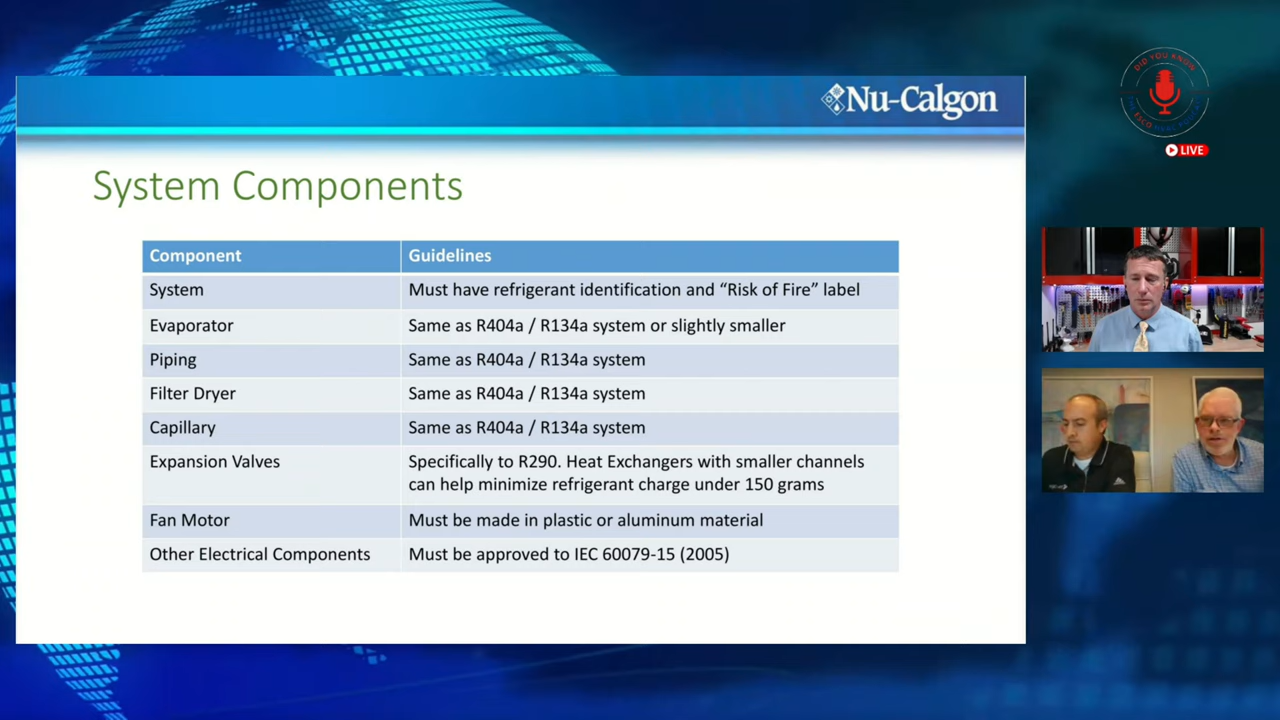 Nu-Calgon
DID YOU KNOW
THE ESCO HVAC PODCAST
LIVE
System Components
Component Guidelines
System Must have refrigerant identification and “Risk of Fire” label
Evaporator Same as R404a / R134a system or slightly smaller
Piping Same as R404a / R134a system
Filter Dryer Same as R404a / R134a system
Capillary Same as R404a / R134a system
Expansion Valves Specifically to R290. Heat Exchangers with smaller channels
can help minimize refrigerant charge under 150 grams
Fan Motor Must be made in plastic or aluminum material
Other Electrical Components Must be approved to IEC 60079-15 (2005)